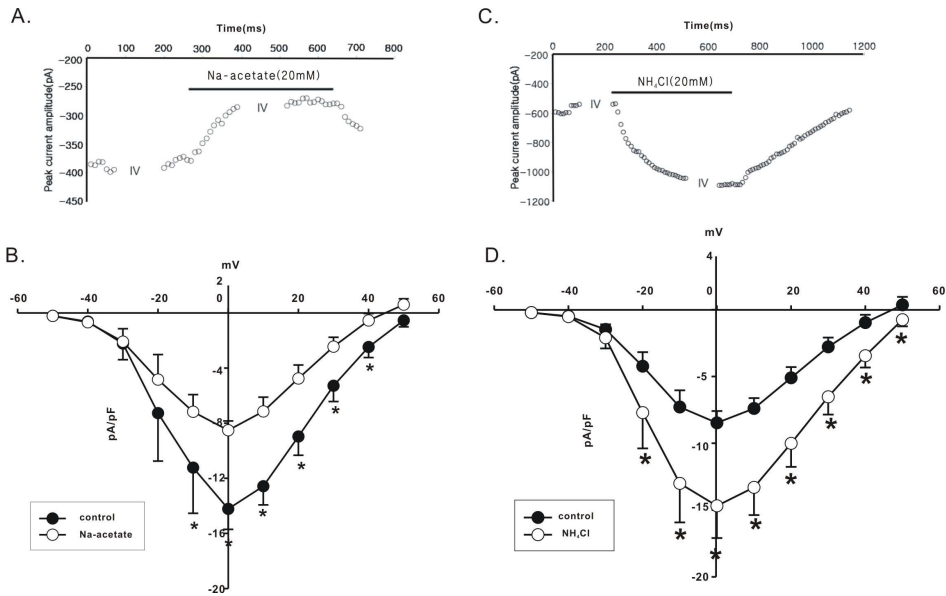 A.
Time(ms)
0 100 200 300 400 500 600 700 800
Peak current amplitude(pA)
−200
−250
−300
−350
−400
−450
Na-acetate(20mM)
IV
IV
C.
Time(ms)
0 200 400 600 800 1000 1200
Peak current amplitude(pA)
−200
−400
−600
−800
−1000
−1200
NH₄Cl(20mM)
IV
IV
B.
mV
-60 -40 -20 0 20 40 60
2
-4
-8
-12
-14
-16
-20
pA/pF
* * * * * *
control
Na-acetate
D.
mV
-60 -40 -20 0 20 40 60
4
-5
-10
-15
-20
pA/pF
* * * * * * * *
control
NH₄Cl